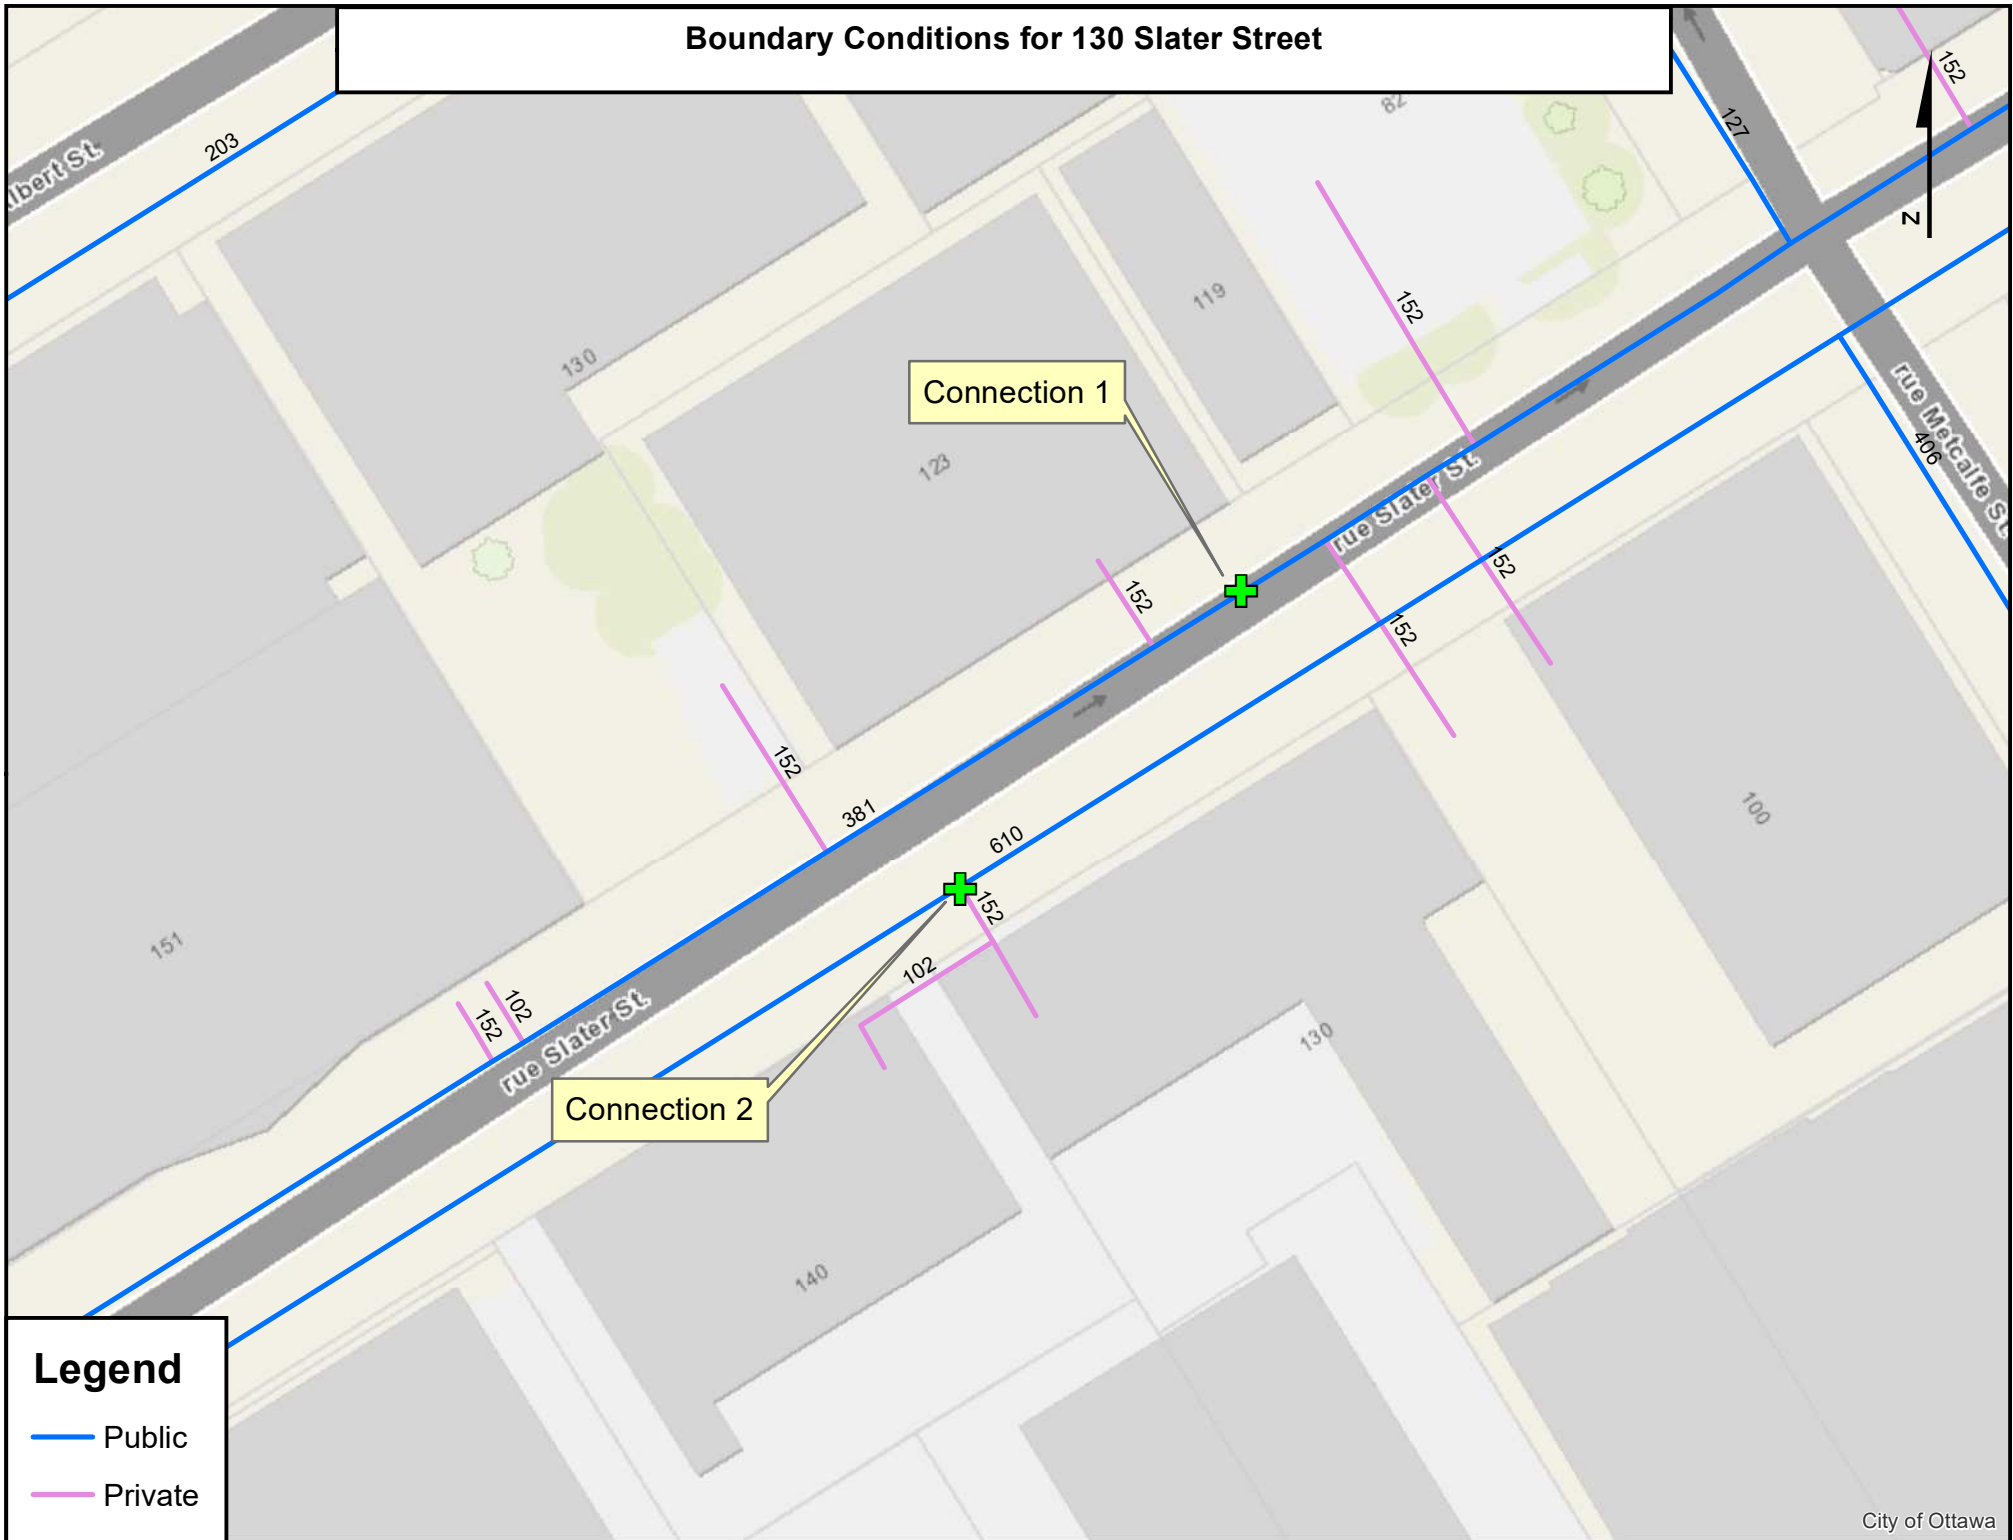 Boundary Conditions for 130 Slater Street
82
152
127
203
lbert St.
Z
119
152
130
Connection 1
rue Metcalfe St.
406
123
rue Slater St.
152
152
152
152
381
100
610
152
151
102
102
152
rue Slater St.
130
Connection 2
140
Legend
Public
Private
City of Ottawa